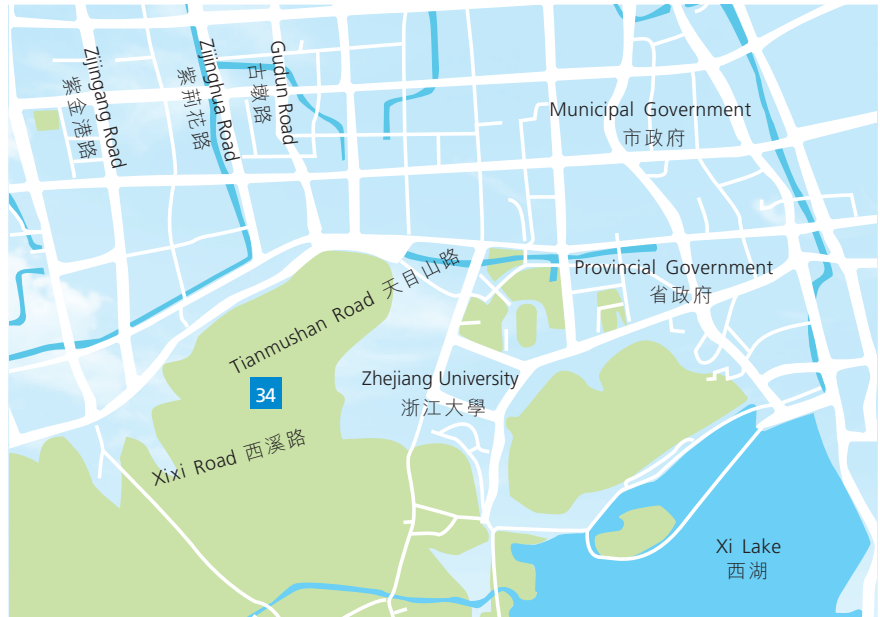 Zijingang Road
紫金港路
Zijinghua Road
紫荆花路
Gudun Road
古墩路
Municipal Government
市政府
Tianmushan Road 天目山路
Provincial Government
省政府
34
Zhejiang University
浙江大學
Xixi Road 西溪路
Xi Lake
西湖